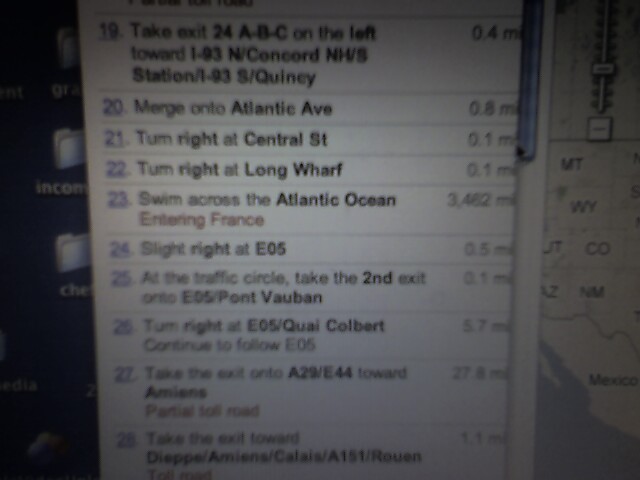 Partial toll road
19. Take exit 24 A-B-C on the left 0.4 mi
toward I-93 N/Concord NH/S
Station/I-93 S/Quincy
20. Merge onto Atlantic Ave 0.8 mi
21. Turn right at Central St 0.1 mi
22. Turn right at Long Wharf 0.1 mi
23. Swim across the Atlantic Ocean 3,462 mi
Entering France
24. Slight right at E05 0.5 mi
25. At the traffic circle, take the 2nd exit 0.1 mi
onto E05/Pont Vauban
26. Turn right at E05/Quai Colbert 5.7 mi
Continue to follow E05
27. Take the exit onto A29/E44 toward 27.8 mi
Amiens
Partial toll road
28. Take the exit toward 1.1 mi
Dieppe/Amiens/Calais/A151/Rouen
Toll road
ent
gra
incom
che
edia
2
MT
WY
UT CO
AZ NM
Mexico